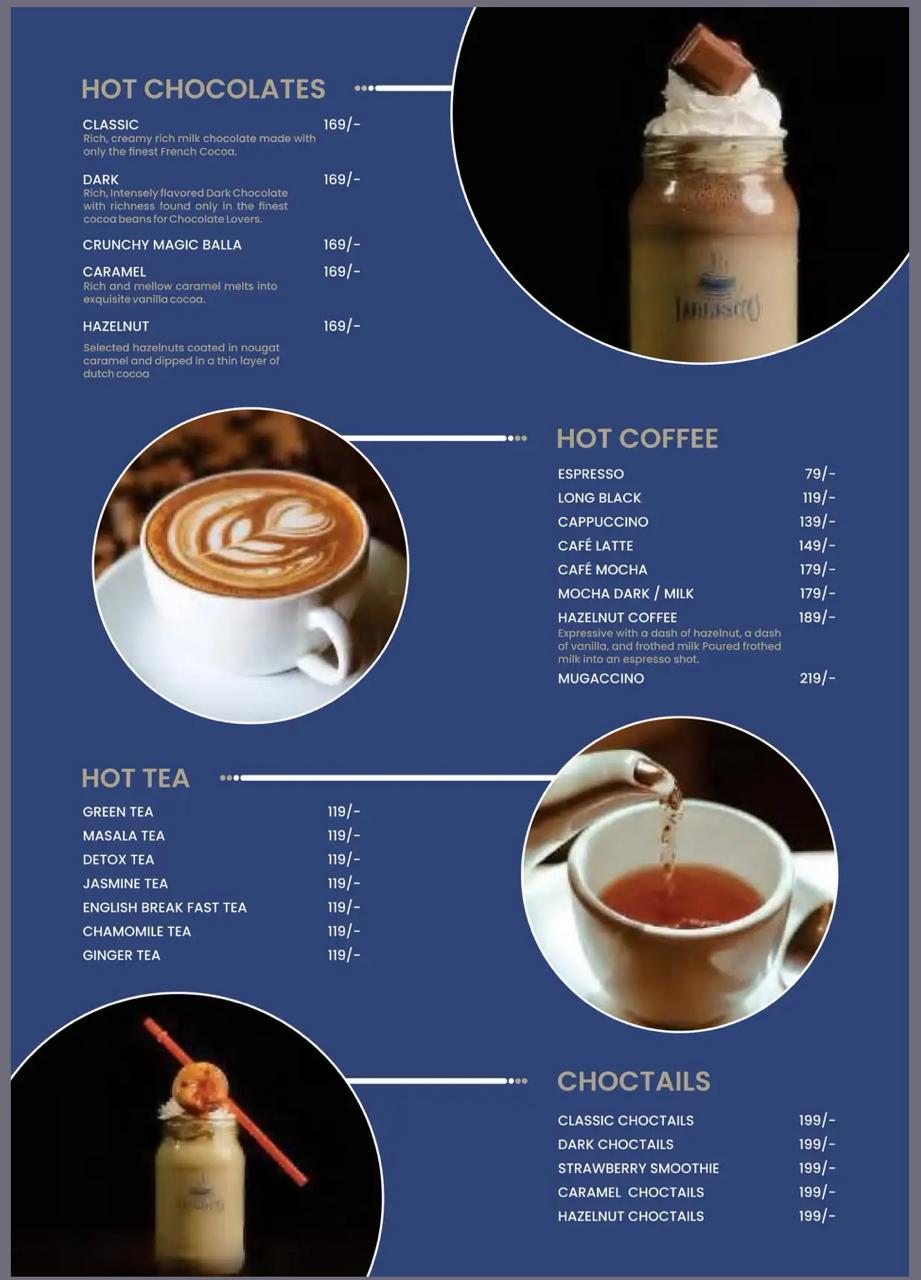 HOT CHOCOLATES
CLASSIC 169/-
Rich, creamy rich milk chocolate made with
only the finest French Cocoa.
DARK 169/-
Rich, Intensely flavored Dark Chocolate
with richness found only in the finest
cocoa beans for Chocolate Lovers.
CRUNCHY MAGIC BALLA 169/-
CARAMEL 169/-
Rich and mellow caramel melts into
exquisite vanilla cocoa.
HAZELNUT 169/-
Selected hazelnuts coated in nougat
caramel and dipped in a thin layer of
dutch cocoa
HOT COFFEE
ESPRESSO 79/-
LONG BLACK 119/-
CAPPUCCINO 139/-
CAFÉ LATTE 149/-
CAFÉ MOCHA 179/-
MOCHA DARK / MILK 179/-
HAZELNUT COFFEE 189/-
Expressive with a dash of hazelnut, a dash
of vanilla, and frothed milk Poured frothed
milk into an espresso shot.
MUGACCINO 219/-
HOT TEA
GREEN TEA 119/-
MASALA TEA 119/-
DETOX TEA 119/-
JASMINE TEA 119/-
ENGLISH BREAK FAST TEA 119/-
CHAMOMILE TEA 119/-
GINGER TEA 119/-
CHOCTAILS
CLASSIC CHOCTAILS 199/-
DARK CHOCTAILS 199/-
STRAWBERRY SMOOTHIE 199/-
CARAMEL CHOCTAILS 199/-
HAZELNUT CHOCTAILS 199/-